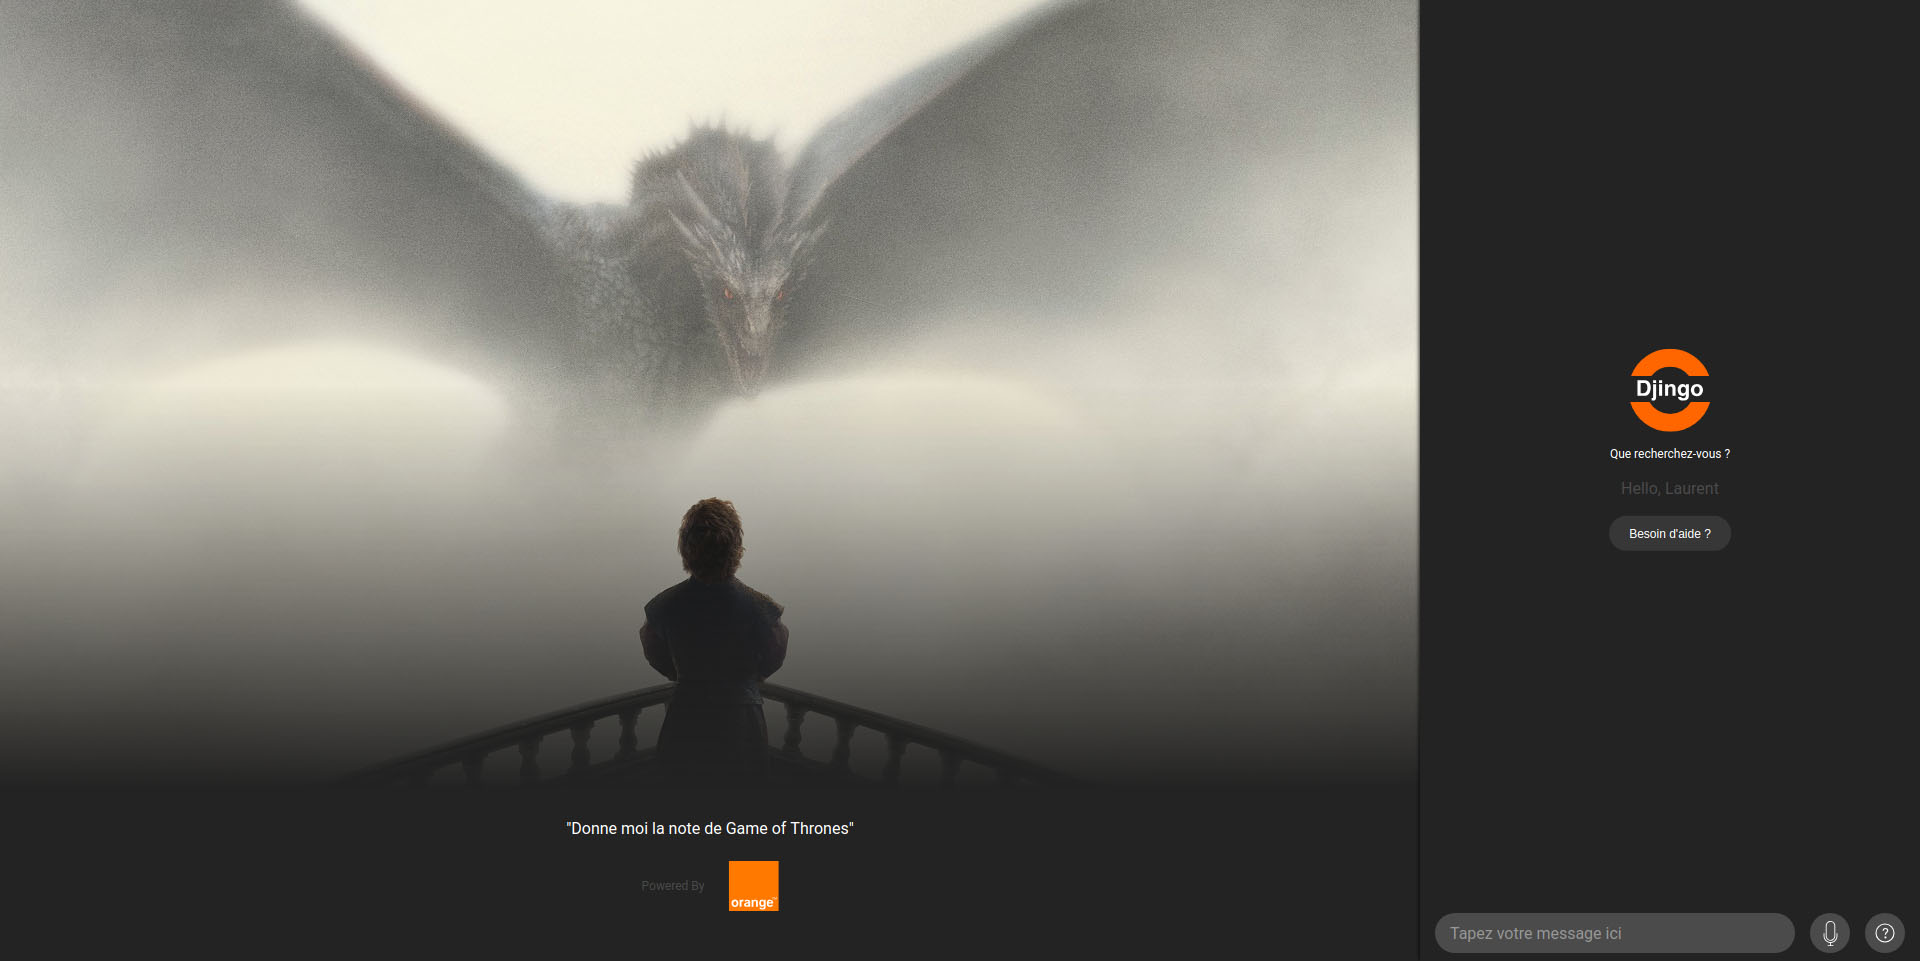 "Donne moi la note de Game of Thrones"
Powered By
orange™
Djingo
Que recherchez-vous ?
Hello, Laurent
Besoin d'aide ?
Tapez votre message ici
?